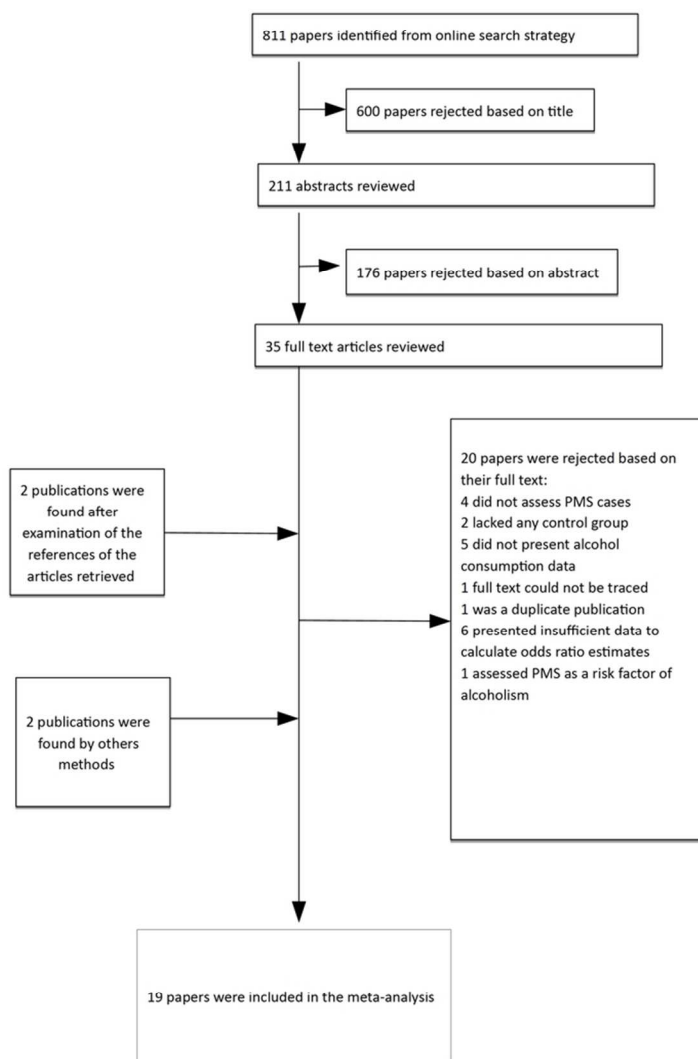 811 papers identified from online search strategy
600 papers rejected based on title
211 abstracts reviewed
176 papers rejected based on abstract
35 full text articles reviewed
2 publications were
found after
examination of the
references of the
articles retrieved
20 papers were rejected based on
their full text:
4 did not assess PMS cases
2 lacked any control group
5 did not present alcohol
consumption data
1 full text could not be traced
1 was a duplicate publication
6 presented insufficient data to
calculate odds ratio estimates
1 assessed PMS as a risk factor of
alcoholism
2 publications were
found by others
methods
19 papers were included in the meta-analysis